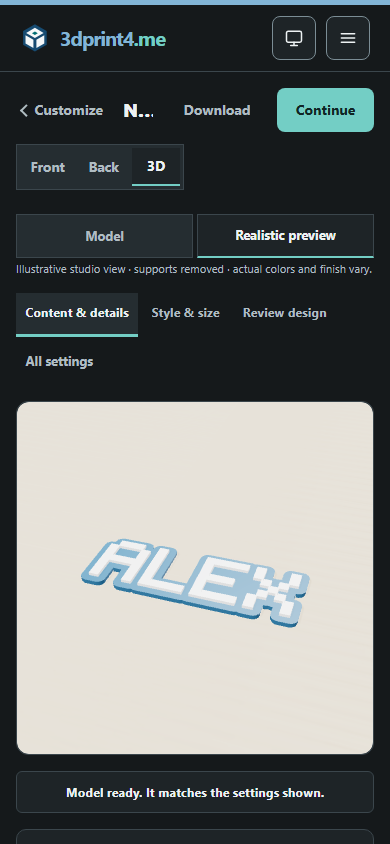 3dprint4.me
Customize N... Download Continue
Front Back 3D
Model Realistic preview
Illustrative studio view · supports removed · actual colors and finish vary.
Content & details Style & size Review design
All settings
ALEX
Model ready. It matches the settings shown.